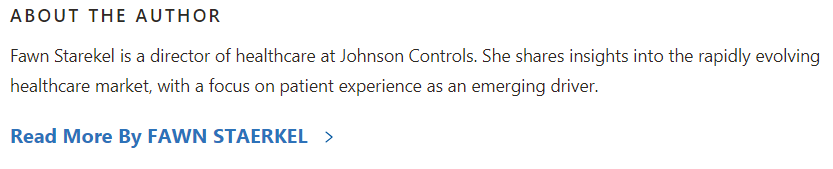 ABOUT THE AUTHOR
Fawn Starekel is a director of healthcare at Johnson Controls. She shares insights into the rapidly evolving
healthcare market, with a focus on patient experience as an emerging driver.
Read More By FAWN STAERKEL >